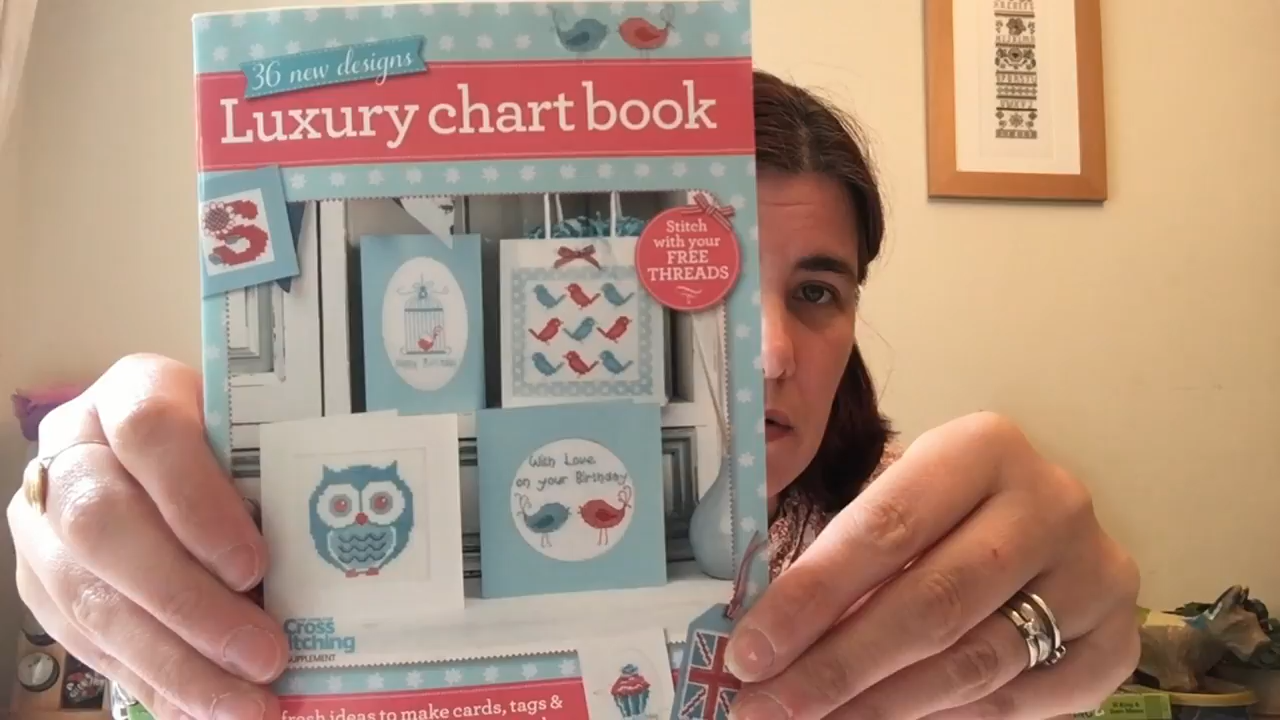 36 new designs
Luxury chart book
S
Stitch
with your
FREE
THREADS
With Love
on your Birthday
Cross
SUPPLEMENT
fresh ideas to make cards, tags &